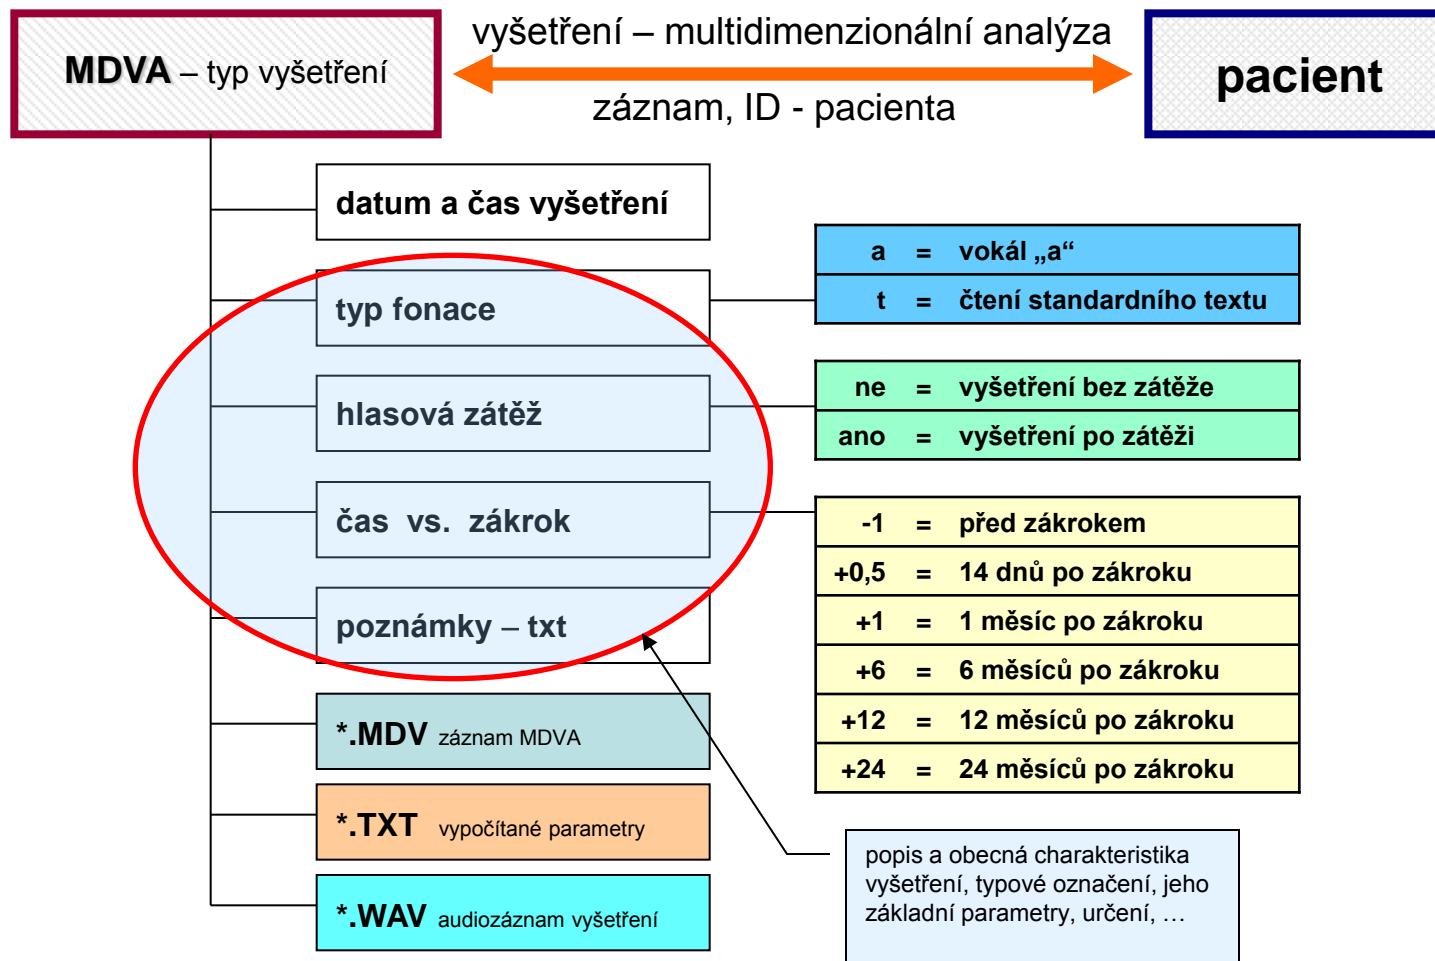 MDVA – typ vyšetření
vyšetření – multidimenzionální analýza
záznam, ID - pacienta
pacient
datum a čas vyšetření
typ fonace
a = vokál „a“
t = čtení standardního textu
hlasová zátěž
ne = vyšetření bez zátěže
ano = vyšetření po zátěži
čas vs. zákrok
-1 = před zákrokem
+0,5 = 14 dnů po zákroku
+1 = 1 měsíc po zákroku
+6 = 6 měsíců po zákroku
+12 = 12 měsíců po zákroku
+24 = 24 měsíců po zákroku
poznámky – txt
*.MDV záznam MDVA
*.TXT vypočítané parametry
*.WAV audiozáznam vyšetření
popis a obecná charakteristika
vyšetření, typové označení, jeho
základní parametry, určení, …